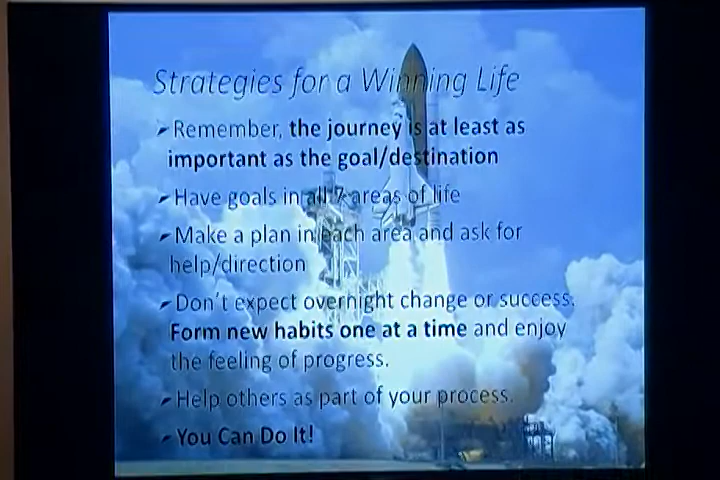 Strategies for a Winning Life
Remember, the journey is at least as
important as the goal/destination
Have goals in all 7 areas of life
Make a plan in each area and ask for
help/direction
Don't expect overnight change or success.
Form new habits one at a time and enjoy
the feeling of progress.
Help others as part of your process.
You Can Do It!